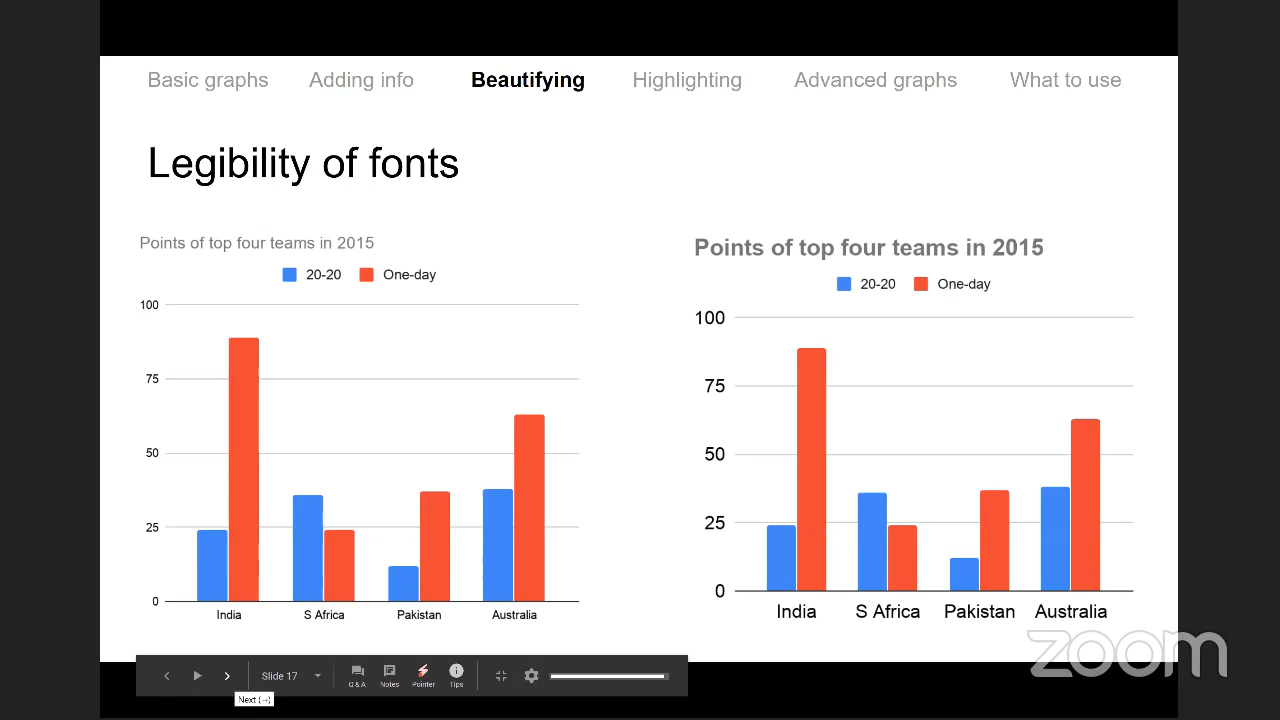 Basic graphs Adding info Beautifying Highlighting Advanced graphs What to use
Legibility of fonts
Points of top four teams in 2015
20-20 One-day
100
75
50
25
0
India S Africa Pakistan Australia
Points of top four teams in 2015
20-20 One-day
100
75
50
25
0
India S Africa Pakistan Australia
zoom
Slide 17
Q & A Notes Pointer Tips
Next (→)